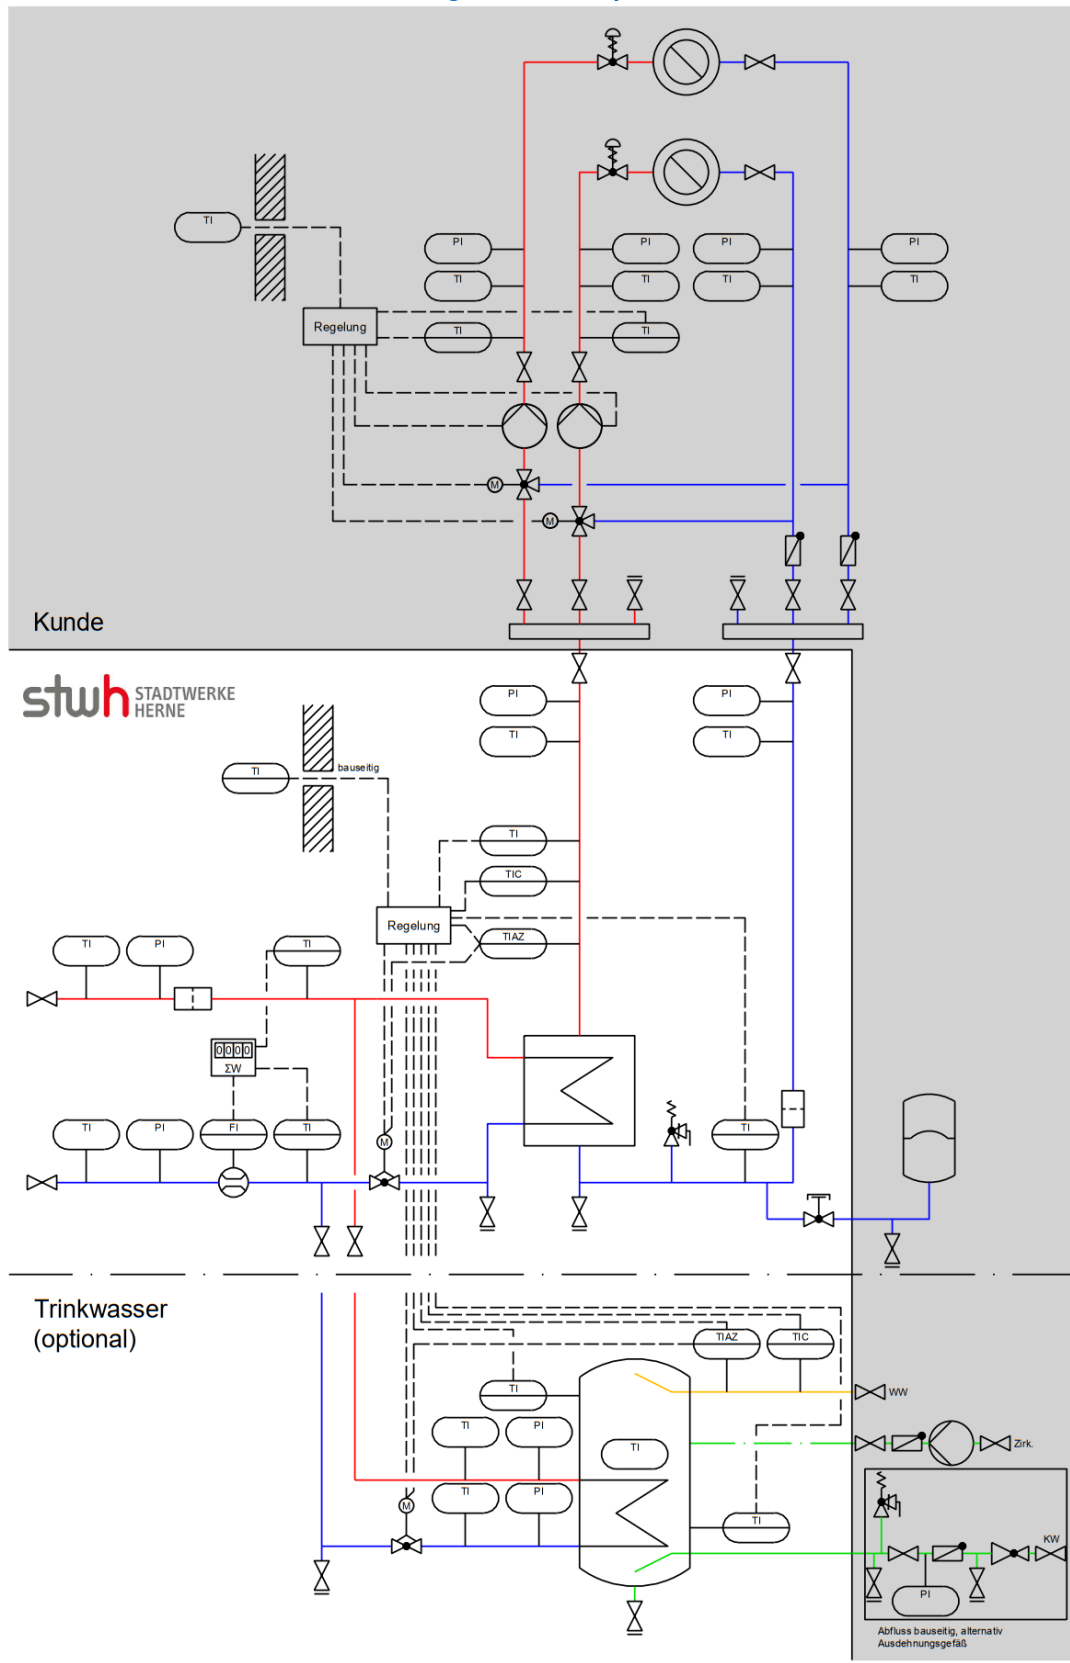 TI
PI
PI
PI
PI
TI
TI
TI
TI
Regelung
TI
TI
M
M
Kunde
stwh STADTWERKE
HERNE
PI
PI
TI
TI
TI
bauseitig
TI
TIC
Regelung
TIAZ
TI
PI
TI
0000
ΣW
TI
PI
FI
TI
M
TI
Trinkwasser
(optional)
TIAZ
TIC
TI
WW
TI
PI
TI
Zirk.
TI
PI
M
TI
KW
PI
Abfluss bauseitig, alternativ
Ausdehnungsgefäß